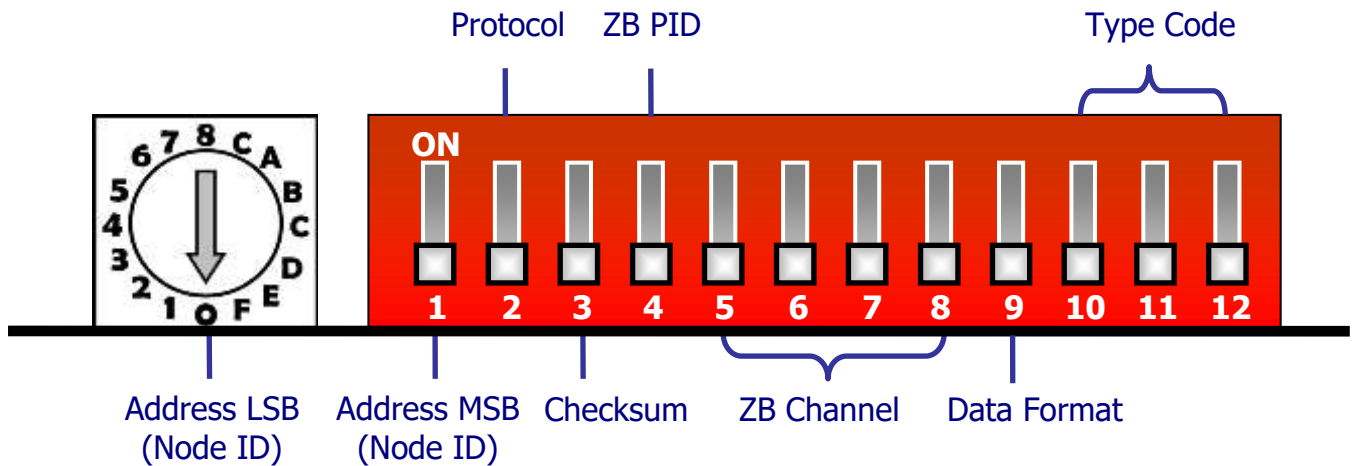 Protocol ZB PID Type Code
7 8 C
6 A
5 B
4 C
3 D
2 E
1 0 F
ON
1 2 3 4 5 6 7 8 9 10 11 12
Address LSB
(Node ID)
Address MSB
(Node ID)
Checksum
ZB Channel
Data Format